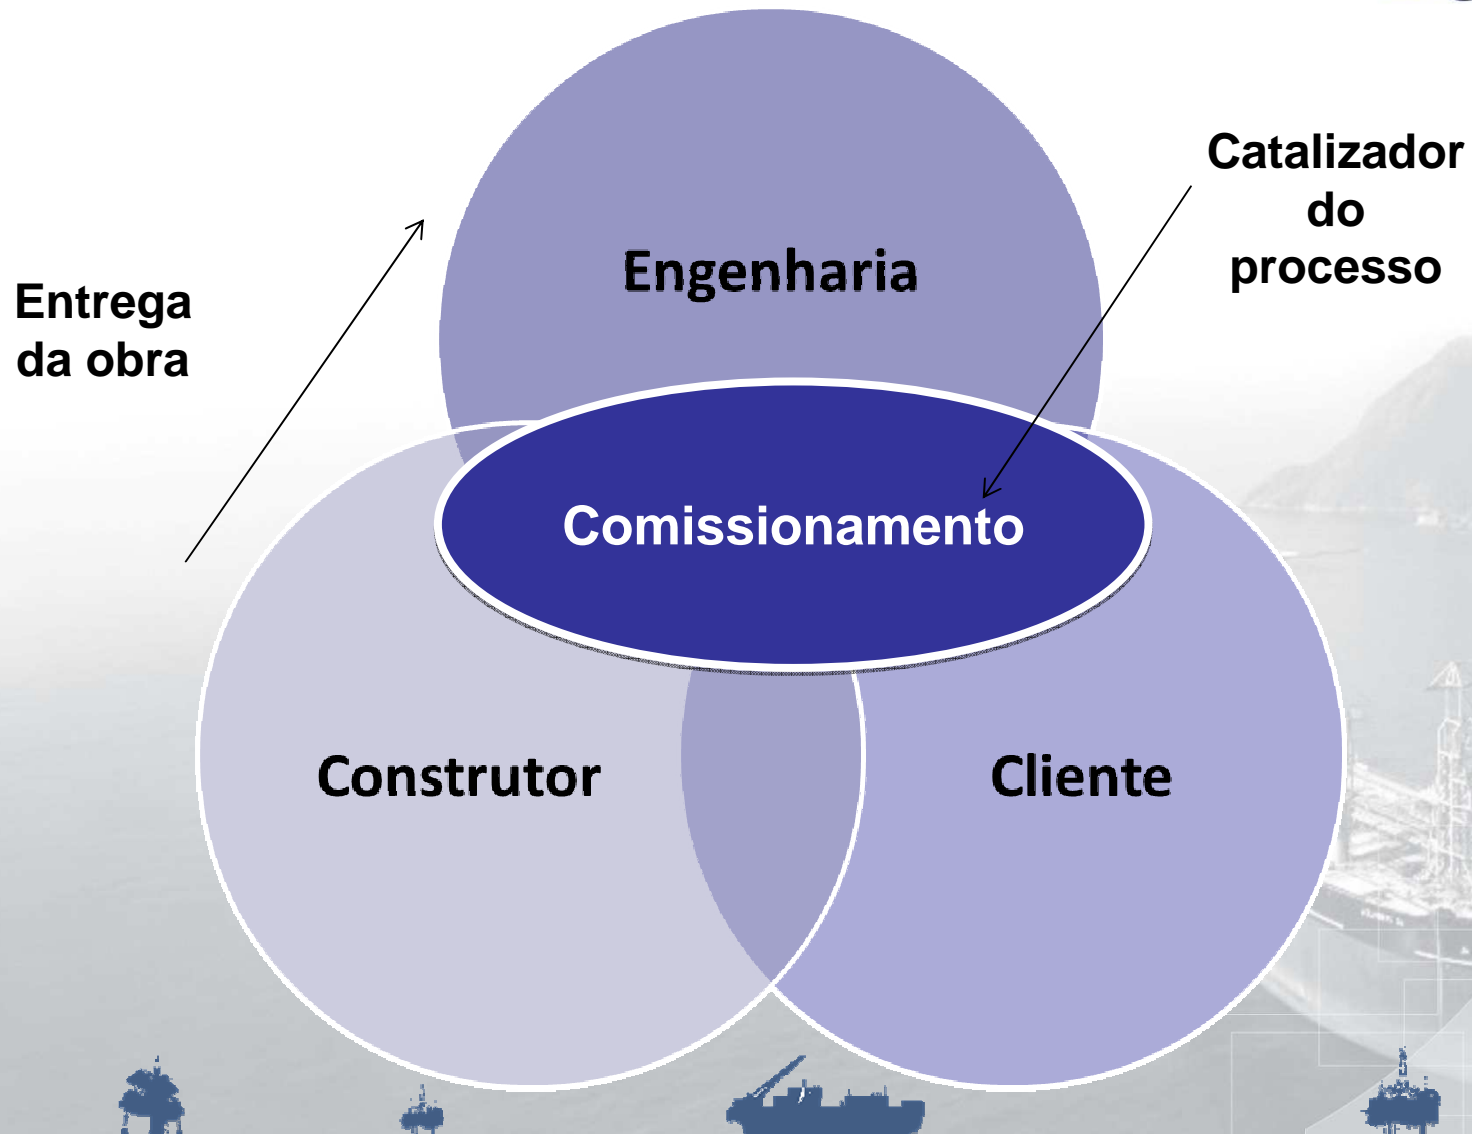 Catalizador
do
processo
Engenharia
Entrega
da obra
Comissionamento
Construtor
Cliente